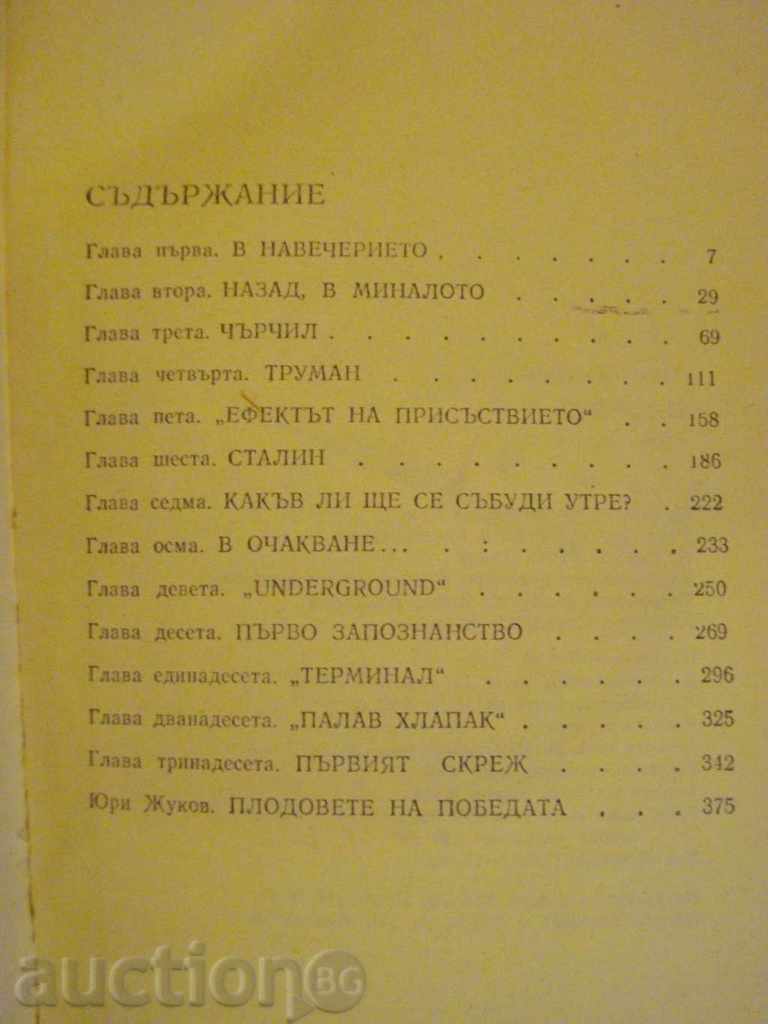 СЪДЪРЖАНИЕ
Глава първа. В НАВЕЧЕРИЕТО . . . . . . . 7
Глава втора. НАЗАД, В МИНАЛОТО . . . . . 29
Глава трета. ЧЪРЧИЛ . . . . . . . . . . 69
Глава четвърта. ТРУМАН . . . . . . . . 111
Глава пета. „ЕФЕКТЪТ НА ПРИСЪСТВИЕТО“ . . 158
Глава шеста. СТАЛИН . . . . . . . . . 186
Глава седма. КАКЪВ ЛИ ЩЕ СЕ СЪБУДИ УТРЕ? . 222
Глава осма. В ОЧАКВАНЕ... . : . . . . . 233
Глава девета. „UNDERGROUND“ . . . . . . 250
Глава десета. ПЪРВО ЗАПОЗНАНСТВО . . . . 269
Глава единадесета. „ТЕРМИНАЛ“ . . . . . . 296
Глава дванадесета. „ПАЛАВ ХЛАПАК“ . . . . . 325
Глава тринадесета. ПЪРВИЯТ СКРЕЖ . . . . 342
Юри Жуков. ПЛОДОВЕТЕ НА ПОБЕДАТА . . . 375
auction BG